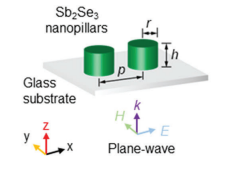 Sb₂Se₃
nanopillars
r
h
p
Glass
substrate
z
y
x
k
H
E
Plane-wave